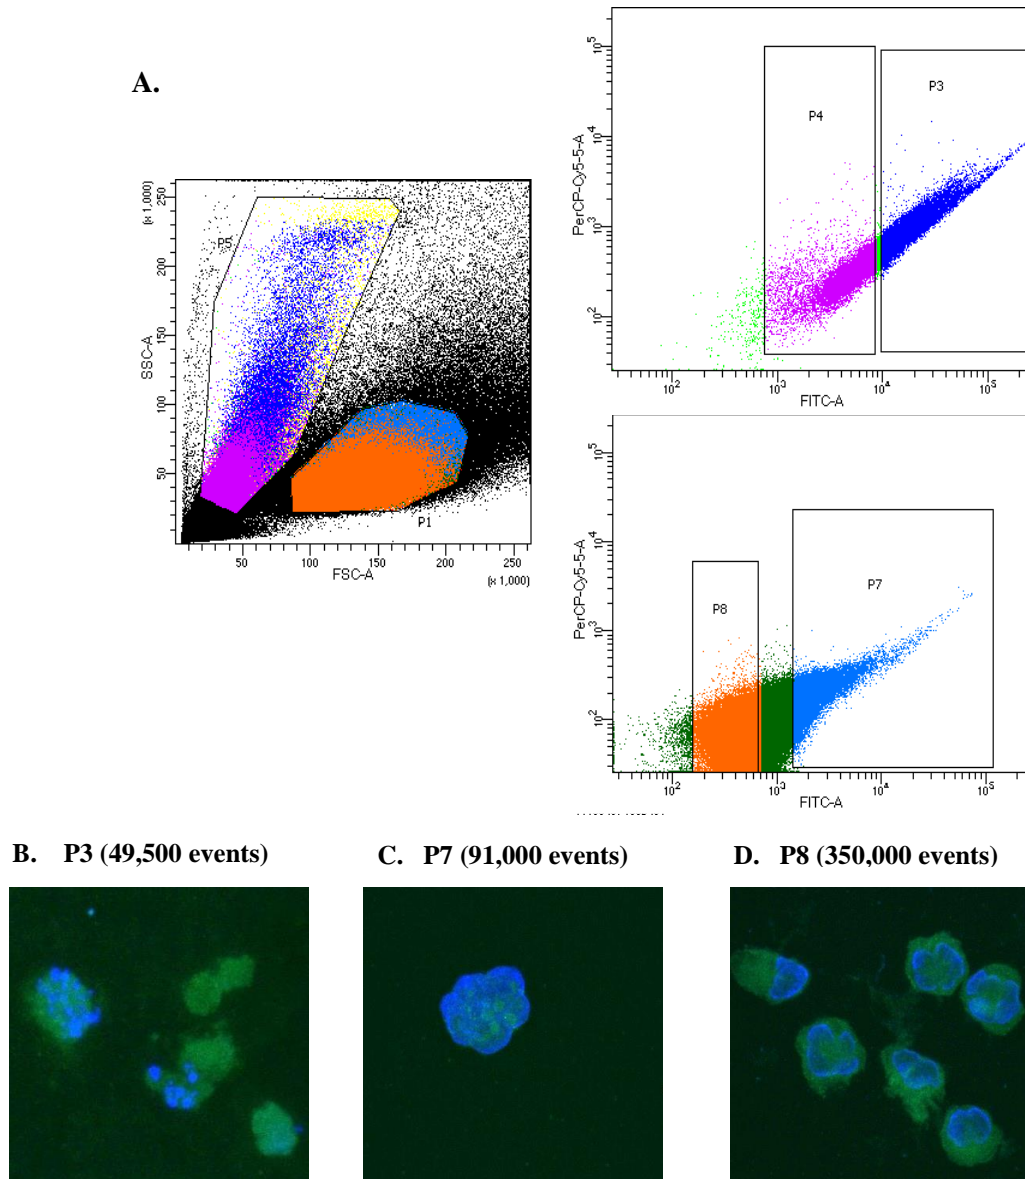 A.
P5
P1
SSC-A
(x 1,000)
50
100
150
200
250
50
100
150
200
250
FSC-A
(x 1,000)
P4
P3
PerCP-Cy5-5-A
10^5
10^4
10^3
10^2
10^2
10^3
10^4
10^5
FITC-A
P8
P7
PerCP-Cy5-5-A
10^5
10^4
10^3
10^2
10^2
10^3
10^4
10^5
FITC-A
B. P3 (49,500 events)
C. P7 (91,000 events)
D. P8 (350,000 events)